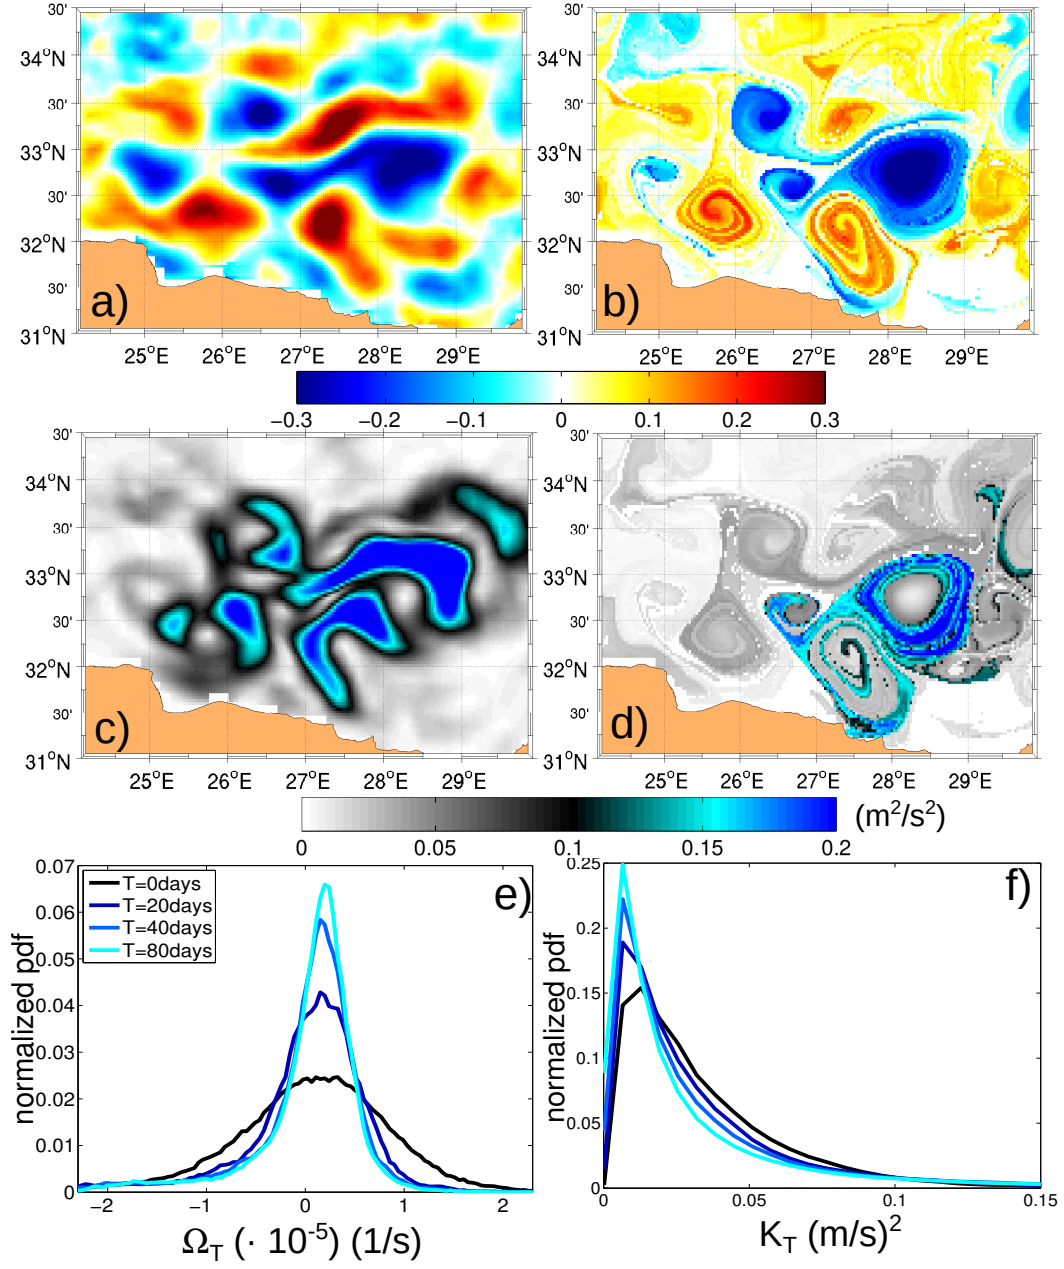 30'
34°N
30'
33°N
30'
32°N
30'
31°N
a)
25°E 26°E 27°E 28°E 29°E
30'
34°N
30'
33°N
30'
32°N
30'
31°N
b)
25°E 26°E 27°E 28°E 29°E
−0.3 −0.2 −0.1 0 0.1 0.2 0.3
30'
34°N
30'
33°N
30'
32°N
30'
31°N
c)
25°E 26°E 27°E 28°E 29°E
30'
34°N
30'
33°N
30'
32°N
30'
31°N
d)
25°E 26°E 27°E 28°E 29°E
0 0.05 0.1 0.15 0.2
(m²/s²)
0.07
0.06
0.05
0.04
0.03
0.02
0.01
0
normalized pdf
T=0days
T=20days
T=40days
T=80days
e)
−2 −1 0 1 2
Ω_T (· 10⁻⁵) (1/s)
0.25
0.2
0.15
0.1
0.05
0
normalized pdf
f)
0 0.05 0.1 0.15
K_T (m/s)²